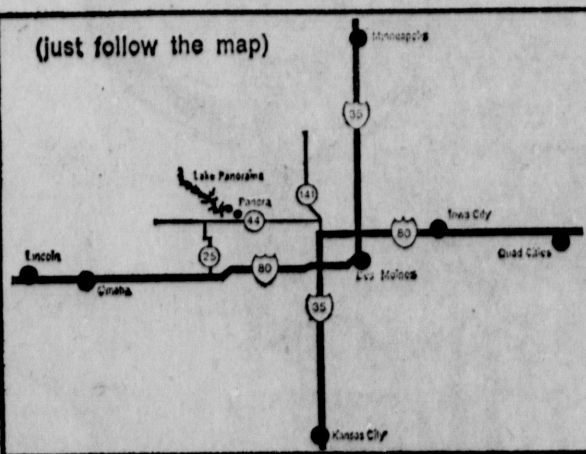 (just follow the map)
Minneapolis
35
Lake Panorama
141
Panora
44
Iowa City
80
Quad Cities
25
Lincoln
80
Des Moines
Omaha
35
Kansas City